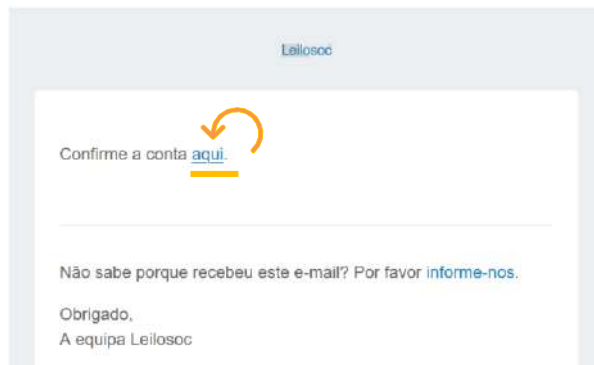 Leilosoc
Confirme a conta aqui.
Não sabe porque recebeu este e-mail? Por favor informe-nos.
Obrigado,
A equipa Leilosoc